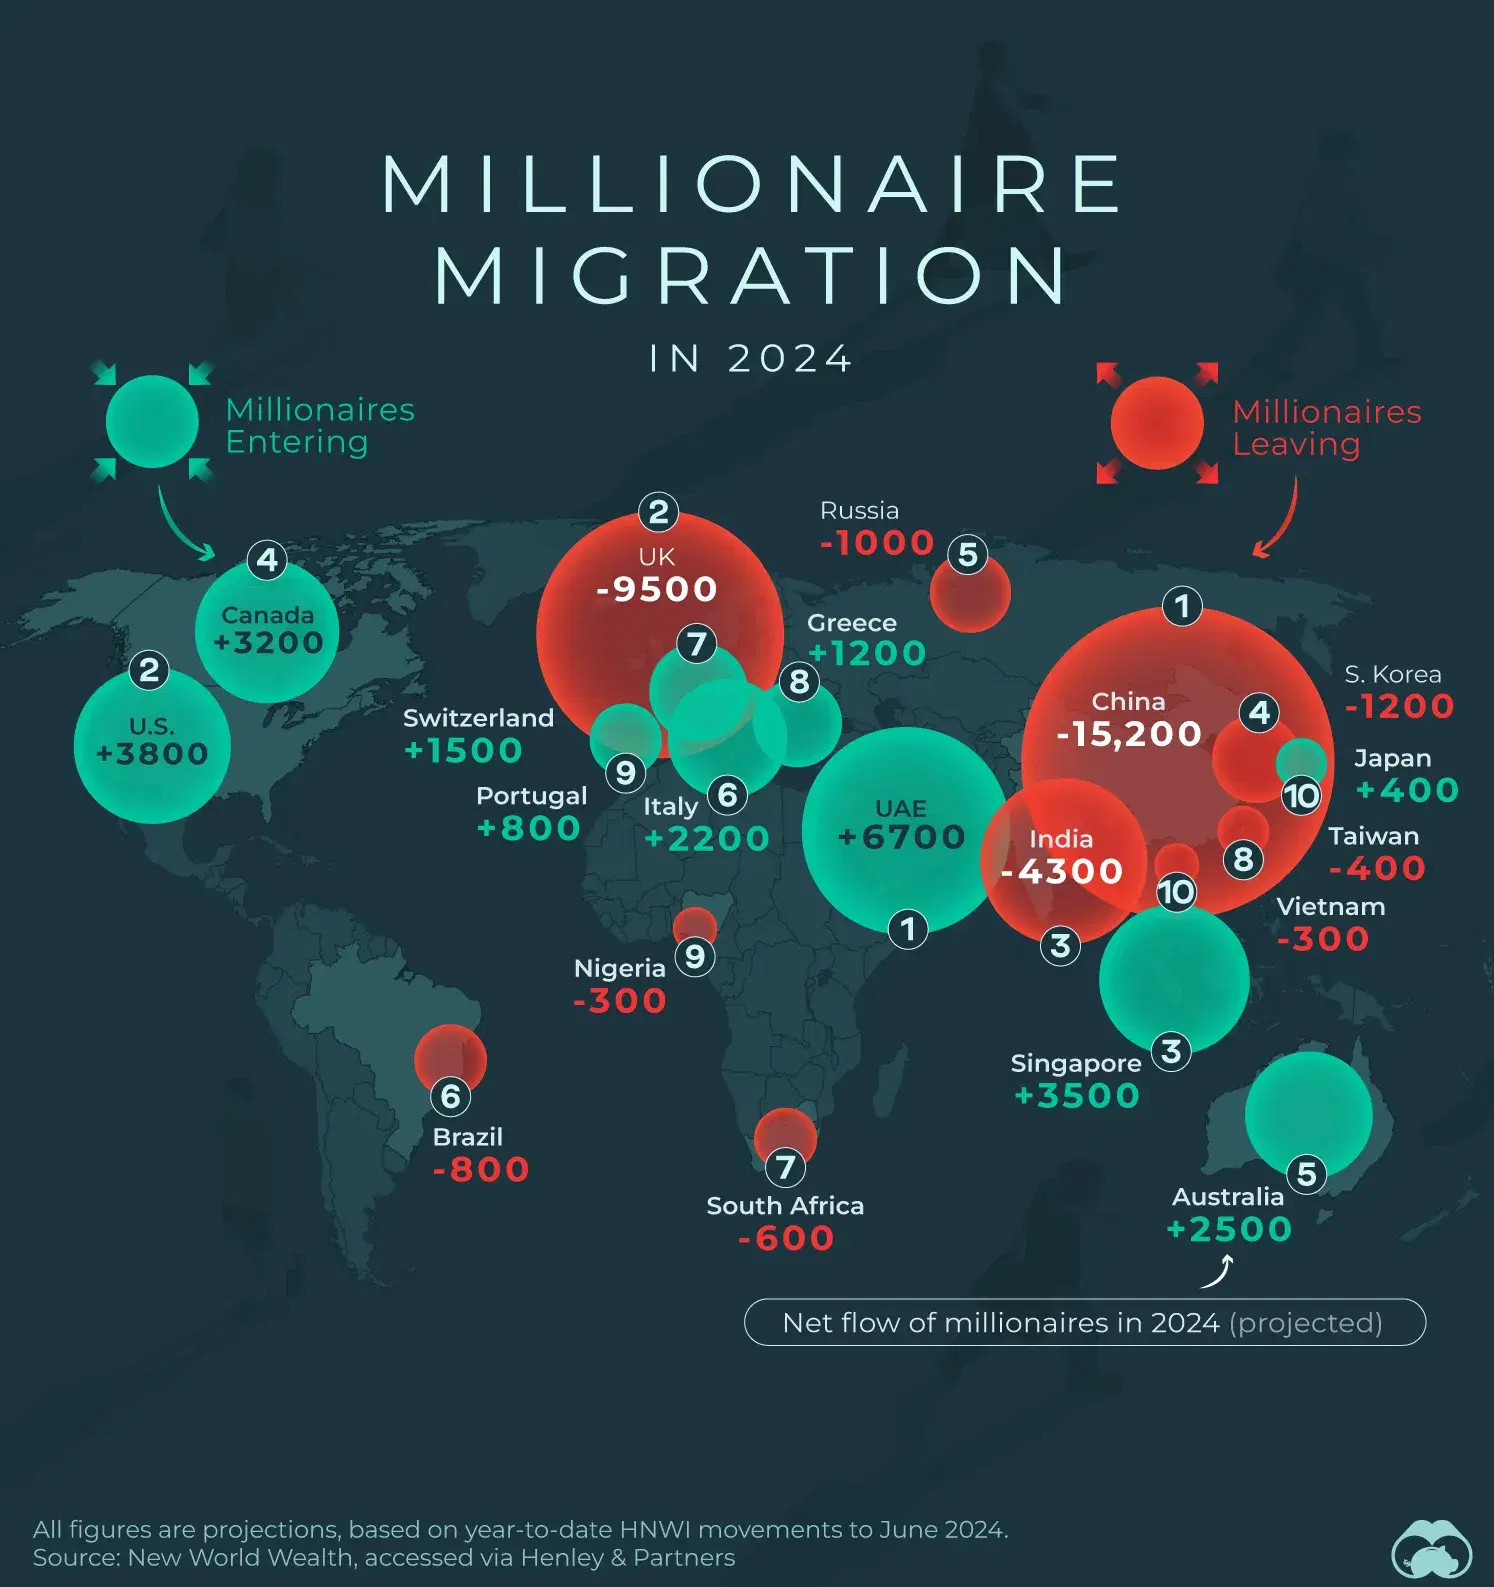 MILLIONAIRE
MIGRATION
IN 2024
Millionaires
Entering
Millionaires
Leaving
2
UK
-9500
Russia
-1000
5
4
Canada
+3200
1
China
-15,200
7
Greece
+1200
8
2
U.S.
+3800
S. Korea
-1200
4
Switzerland
+1500
9
Japan
+400
10
Portugal
+800
Italy
6
+2200
UAE
+6700
1
India
-4300
3
Taiwan
-400
8
10
Vietnam
-300
Nigeria
-300
9
6
Brazil
-800
Singapore
+3500
3
7
South Africa
-600
5
Australia
+2500
Net flow of millionaires in 2024 (projected)
All figures are projections, based on year-to-date HNWI movements to June 2024.
Source: New World Wealth, accessed via Henley & Partners